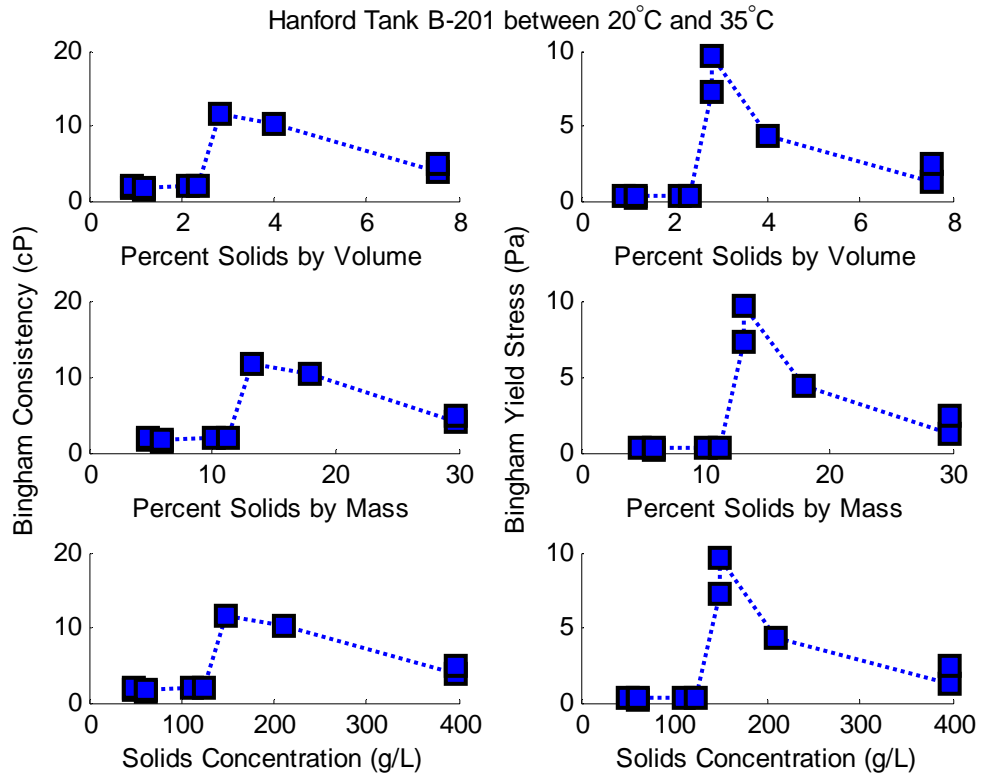 Hanford Tank B-201 between 20°C and 35°C
20
10
0
0 2 4 6 8
Percent Solids by Volume
10
5
0
0 2 4 6 8
Percent Solids by Volume
20
10
0
0 10 20 30
Percent Solids by Mass
10
5
0
0 10 20 30
Percent Solids by Mass
20
10
0
0 100 200 300 400
Solids Concentration (g/L)
10
5
0
0 100 200 300 400
Solids Concentration (g/L)
Bingham Consistency (cP)
Bingham Yield Stress (Pa)